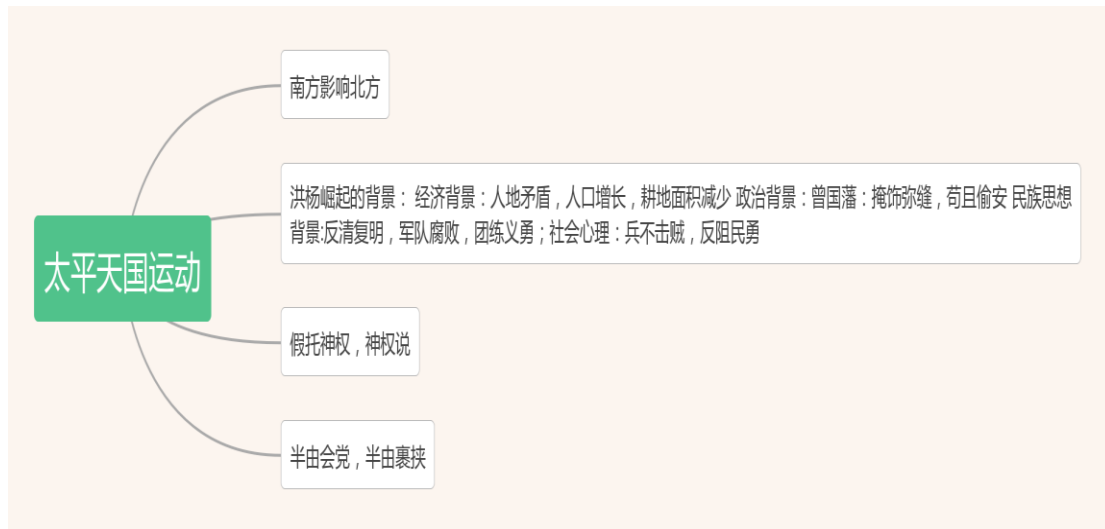 南方影响北方
洪杨崛起的背景： 经济背景：人地矛盾，人口增长，耕地面积减少 政治背景：曾国藩：掩饰弥缝，苟且偷安 民族思想
背景:反清复明，军队腐败，团练义勇；社会心理：兵不击贼，反阻民勇
太平天国运动
假托神权，神权说
半由会党，半由裹挟